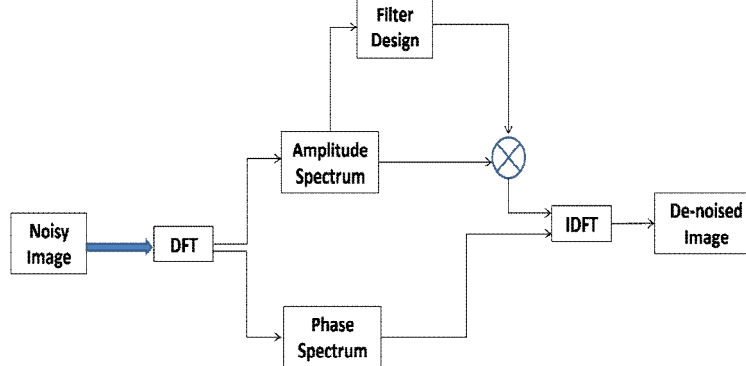 Filter
Design
Amplitude
Spectrum
Noisy
Image
DFT
IDFT
De-noised
Image
Phase
Spectrum